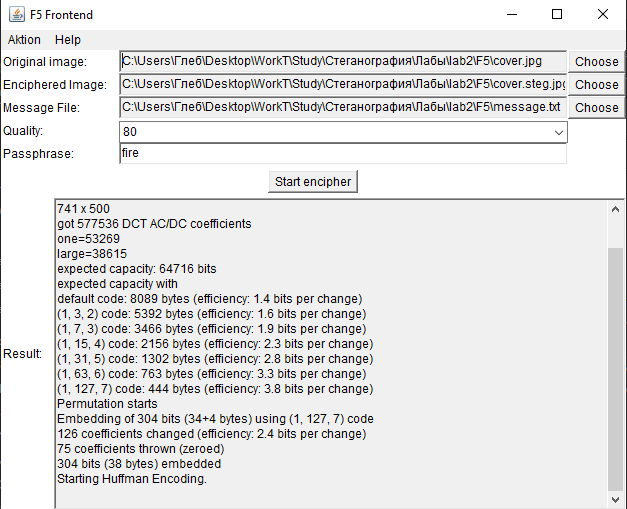 F5 Frontend
Aktion Help
Original image: C:\Users\Глеб\Desktop\WorkT\Study\Стеганография\Лабы\lab2\F5\cover.jpg Choose
Enciphered Image: C:\Users\Глеб\Desktop\WorkT\Study\Стеганография\Лабы\lab2\F5\cover.steg.jpg Choose
Message File: C:\Users\Глеб\Desktop\WorkT\Study\Стеганография\Лабы\lab2\F5\message.txt Choose
Quality: 80
Passphrase: fire
Start encipher
Result:
741 x 500
got 577536 DCT AC/DC coefficients
one=53269
large=38615
expected capacity: 64716 bits
expected capacity with
default code: 8089 bytes (efficiency: 1.4 bits per change)
(1, 3, 2) code: 5392 bytes (efficiency: 1.6 bits per change)
(1, 7, 3) code: 3466 bytes (efficiency: 1.9 bits per change)
(1, 15, 4) code: 2156 bytes (efficiency: 2.3 bits per change)
(1, 31, 5) code: 1302 bytes (efficiency: 2.8 bits per change)
(1, 63, 6) code: 763 bytes (efficiency: 3.3 bits per change)
(1, 127, 7) code: 444 bytes (efficiency: 3.8 bits per change)
Permutation starts
Embedding of 304 bits (34+4 bytes) using (1, 127, 7) code
126 coefficients changed (efficiency: 2.4 bits per change)
75 coefficients thrown (zeroed)
304 bits (38 bytes) embedded
Starting Huffman Encoding.